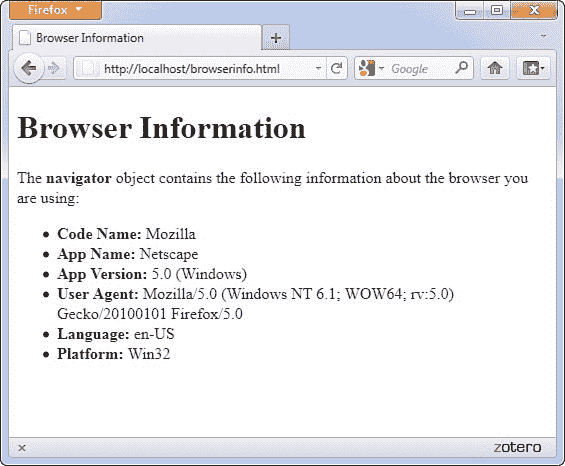 Firefox
Browser Information
http://localhost/browserinfo.html
Google
Browser Information
The navigator object contains the following information about the browser you
are using:
Code Name: Mozilla
App Name: Netscape
App Version: 5.0 (Windows)
User Agent: Mozilla/5.0 (Windows NT 6.1; WOW64; rv:5.0)
Gecko/20100101 Firefox/5.0
Language: en-US
Platform: Win32
zotero